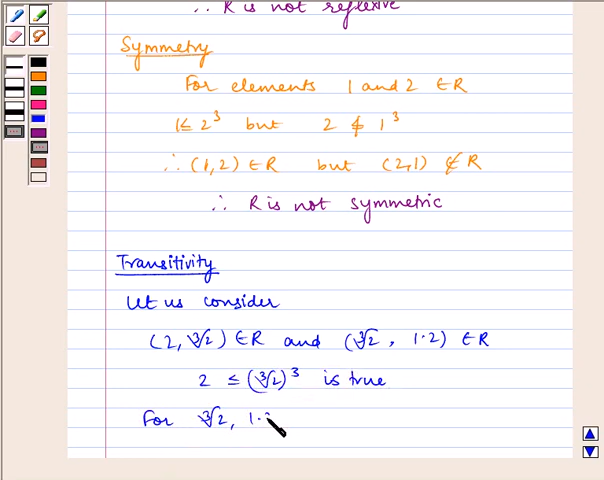 ∴ R is not reflexive
Symmetry
For elements 1 and 2 ∈ R
1 ≤ 2³ but 2 ≰ 1³
∴ (1,2) ∈ R but (2,1) ∉ R
∴ R is not symmetric
Transitivity
Let us consider
(2, ∛2) ∈ R and (∛2, 1·2) ∈ R
2 ≤ (∛2)³ is true
For ∛2, 1·